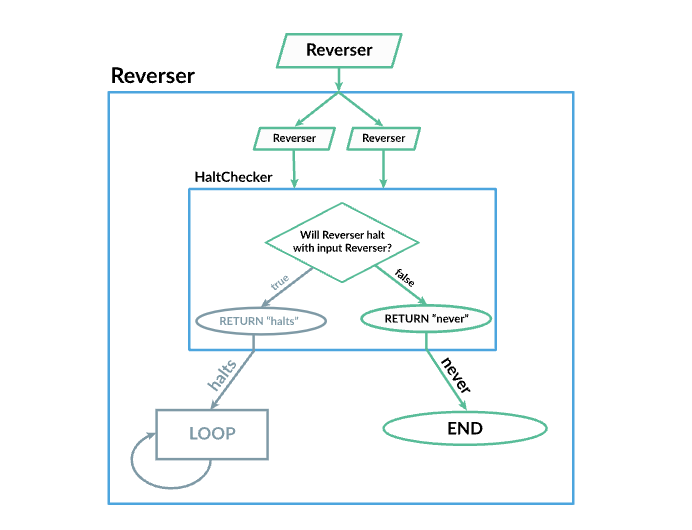 Reverser
Reverser
Reverser
Reverser
HaltChecker
Will Reverser halt
with input Reverser?
true
false
RETURN "halts"
RETURN "never"
halts
never
LOOP
END